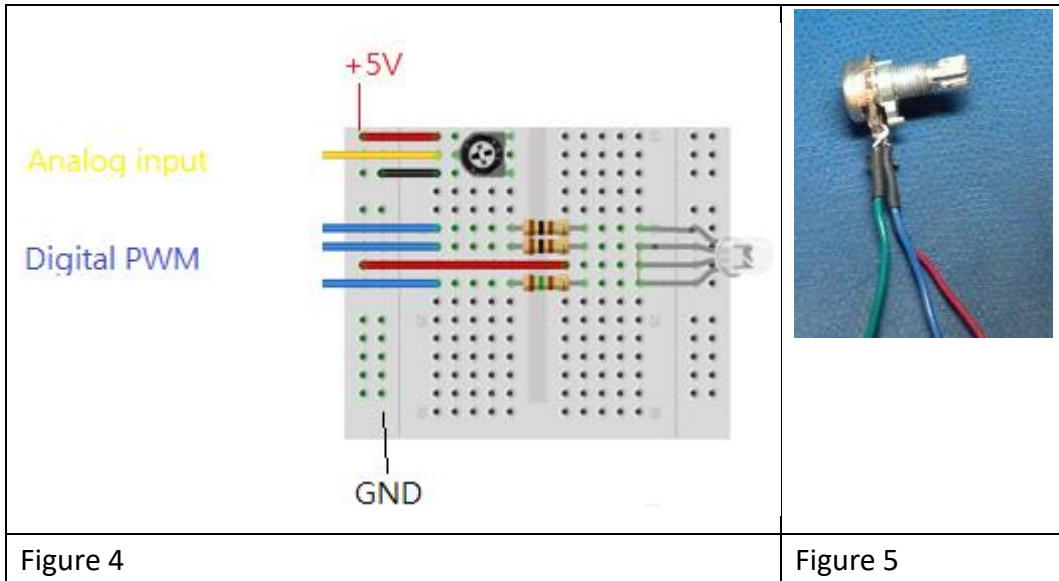 +5V
Analog input
Digital PWM
GND
Figure 4
Figure 5